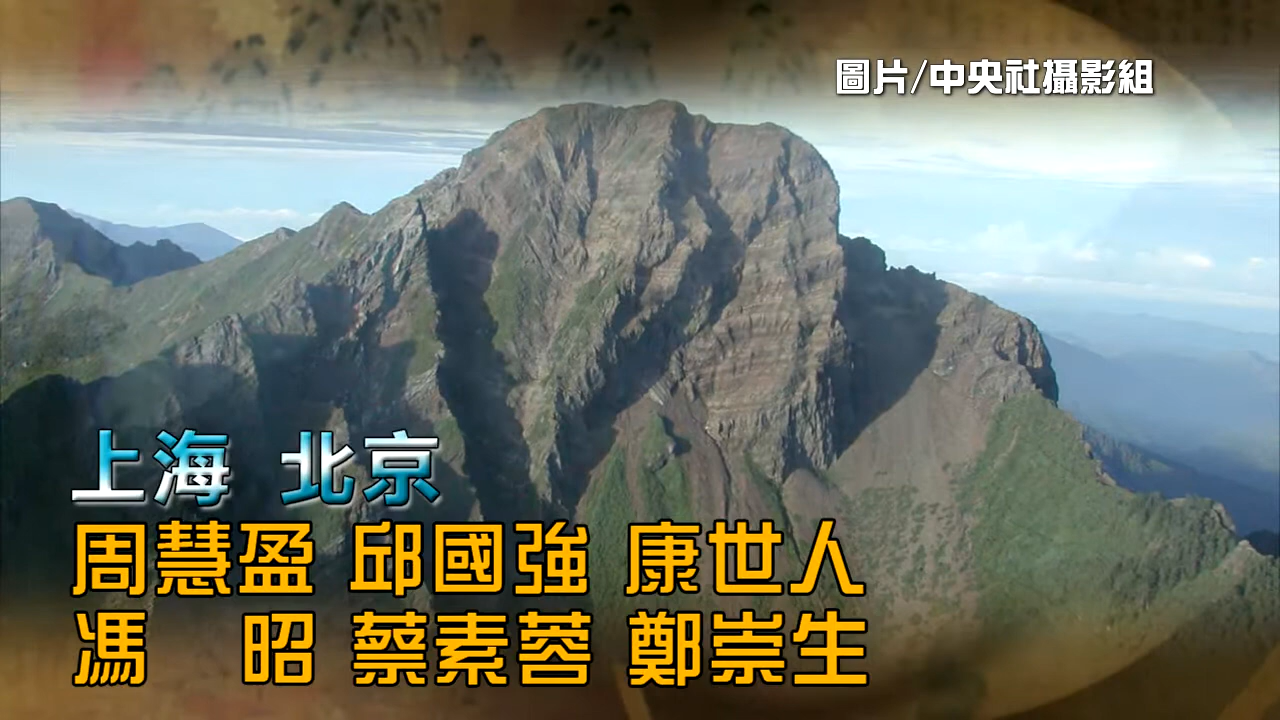 圖片/中央社攝影組
上海 北京
周慧盈 邱國強 康世人
馮 昭 蔡素蓉 鄭崇生